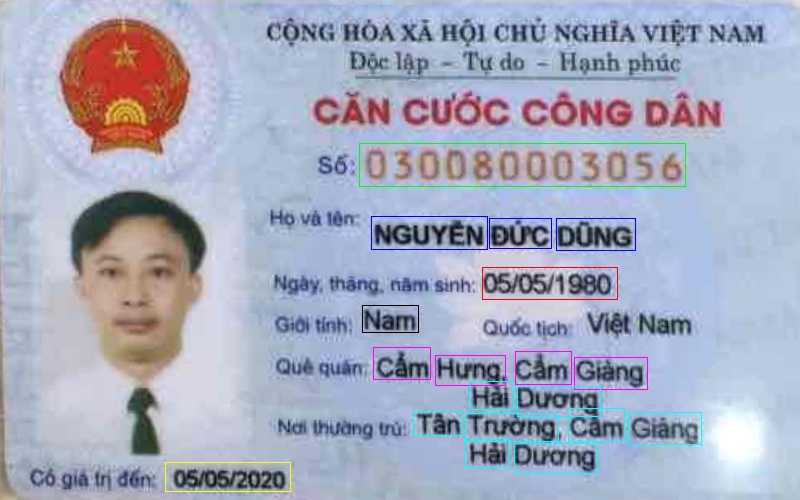 CỘNG HÒA XÃ HỘI CHỦ NGHĨA VIỆT NAM
Độc lập - Tự do - Hạnh phúc
CĂN CƯỚC CÔNG DÂN
Số: 030080003056
Họ và tên: NGUYỄN ĐỨC DŨNG
Ngày, tháng, năm sinh: 05/05/1980
Giới tính: Nam Quốc tịch: Việt Nam
Quê quán: Cẩm Hưng, Cẩm Giàng
Hải Dương
Nơi thường trú: Tân Trường, Cẩm Giàng
Hải Dương
Có giá trị đến: 05/05/2020